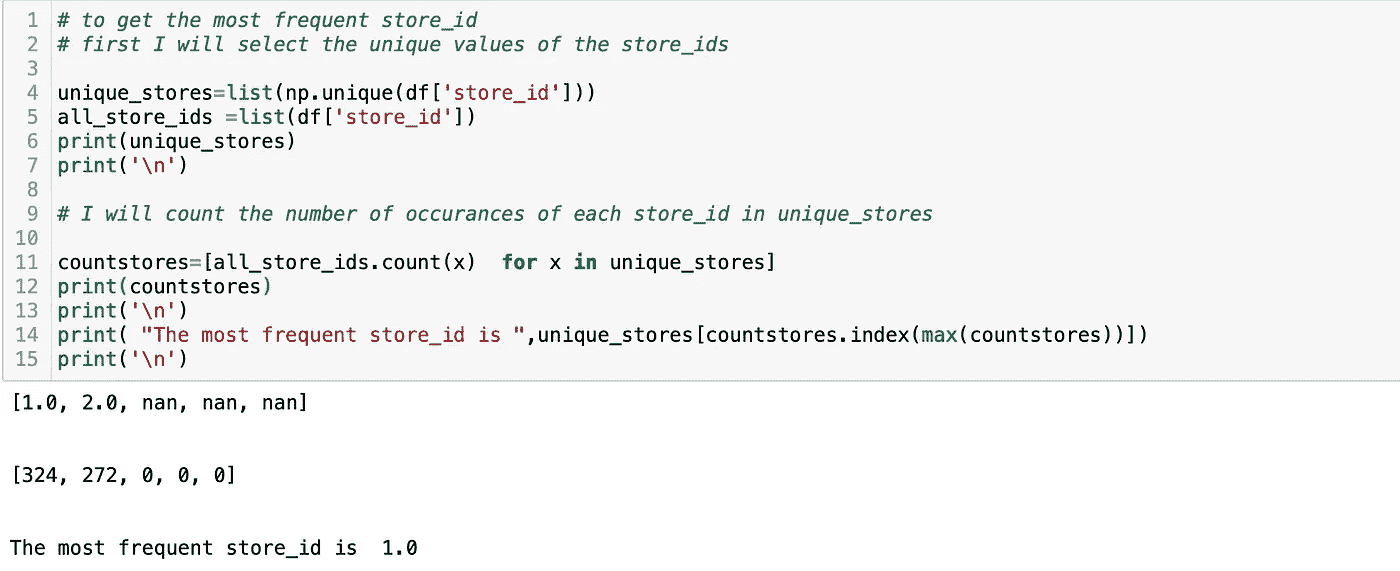 1 # to get the most frequent store_id
2 # first I will select the unique values of the store_ids
3
4 unique_stores=list(np.unique(df['store_id']))
5 all_store_ids =list(df['store_id'])
6 print(unique_stores)
7 print('\n')
8
9 # I will count the number of occurances of each store_id in unique_stores
10
11 countstores=[all_store_ids.count(x)  for x in unique_stores]
12 print(countstores)
13 print('\n')
14 print( "The most frequent store_id is ",unique_stores[countstores.index(max(countstores))])
15 print('\n')
[1.0, 2.0, nan, nan, nan]
[324, 272, 0, 0, 0]
The most frequent store_id is  1.0